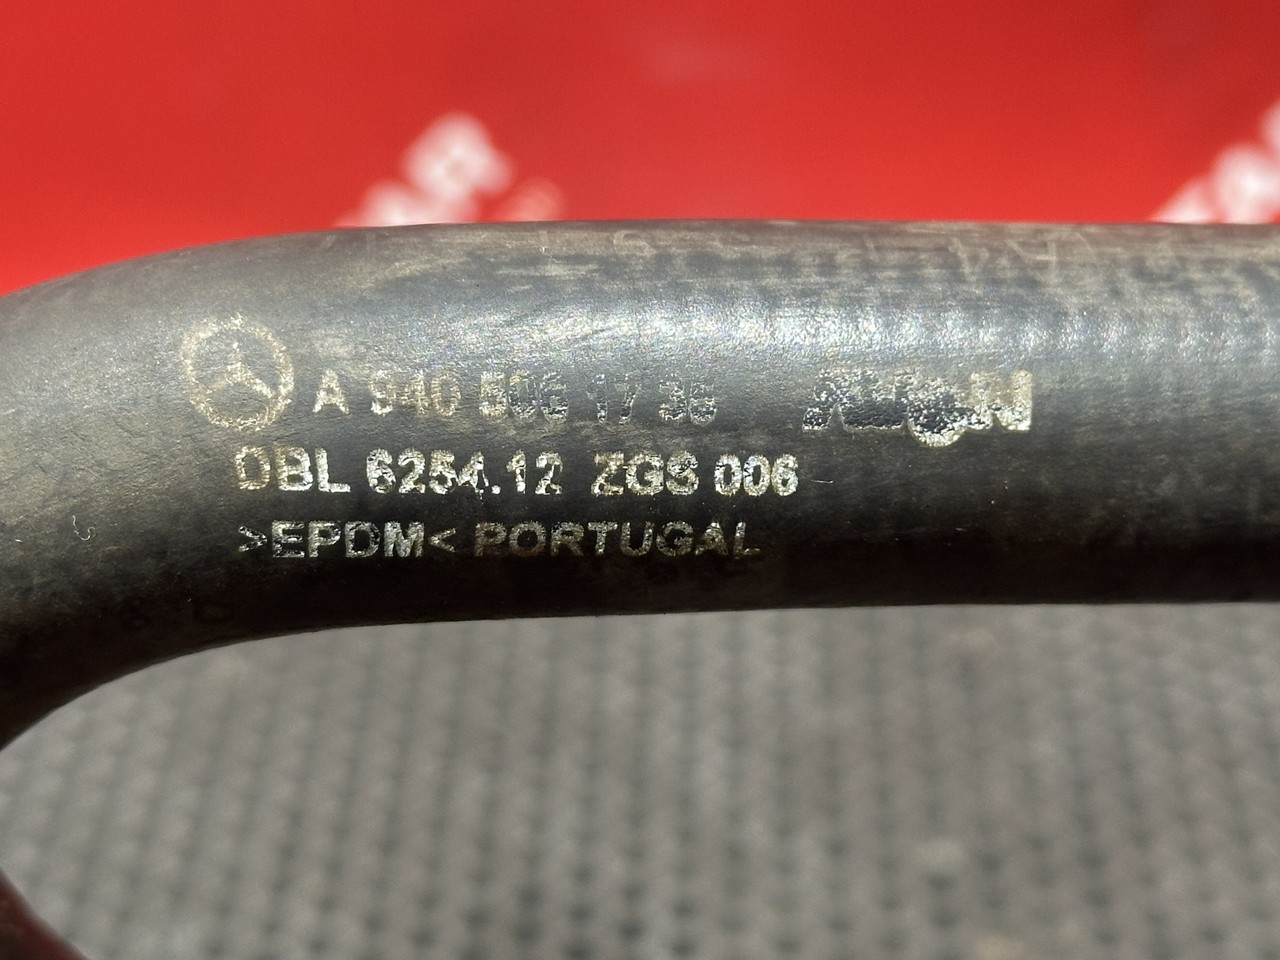 A 940 506 17 36
DBL 6254.12 ZGS 006
>EPDM< PORTUGAL